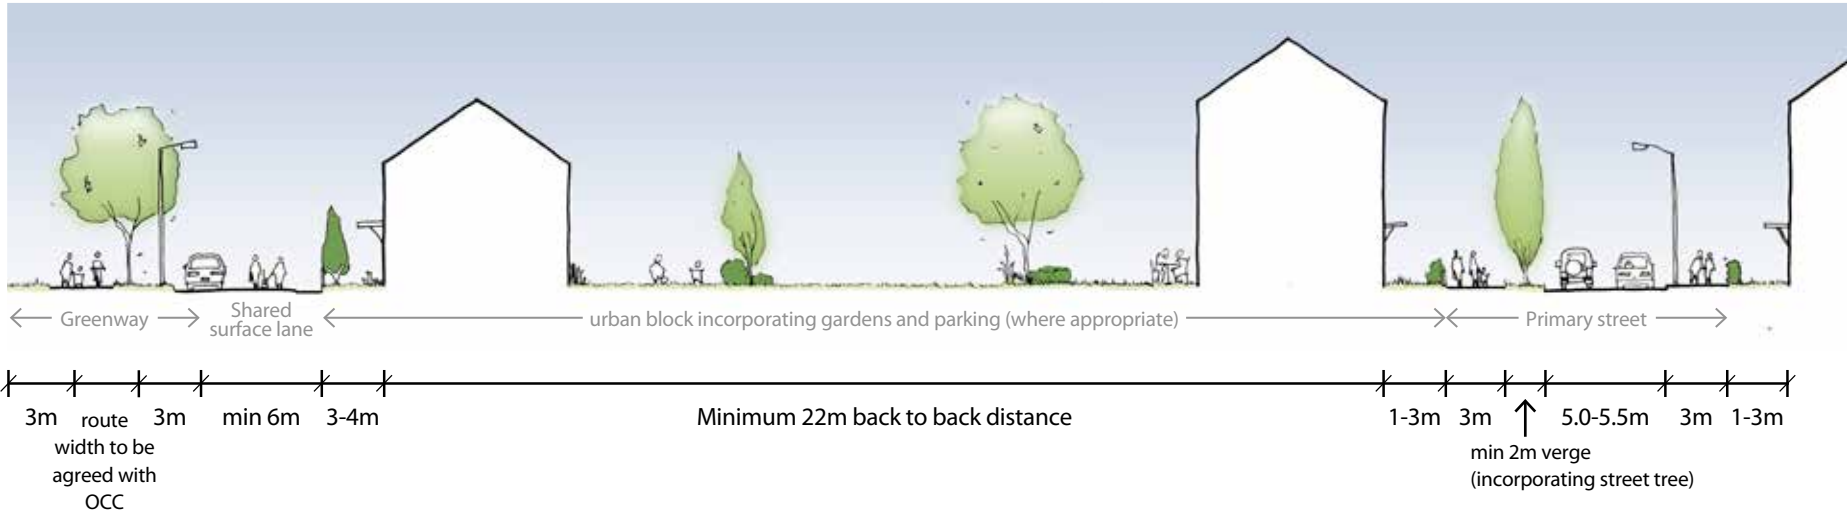 Greenway
Shared
surface lane
urban block incorporating gardens and parking (where appropriate)
Primary street
3m
route
width to be
agreed with
OCC
3m
min 6m
3-4m
Minimum 22m back to back distance
1-3m
3m
min 2m verge
(incorporating street tree)
5.0-5.5m
3m
1-3m